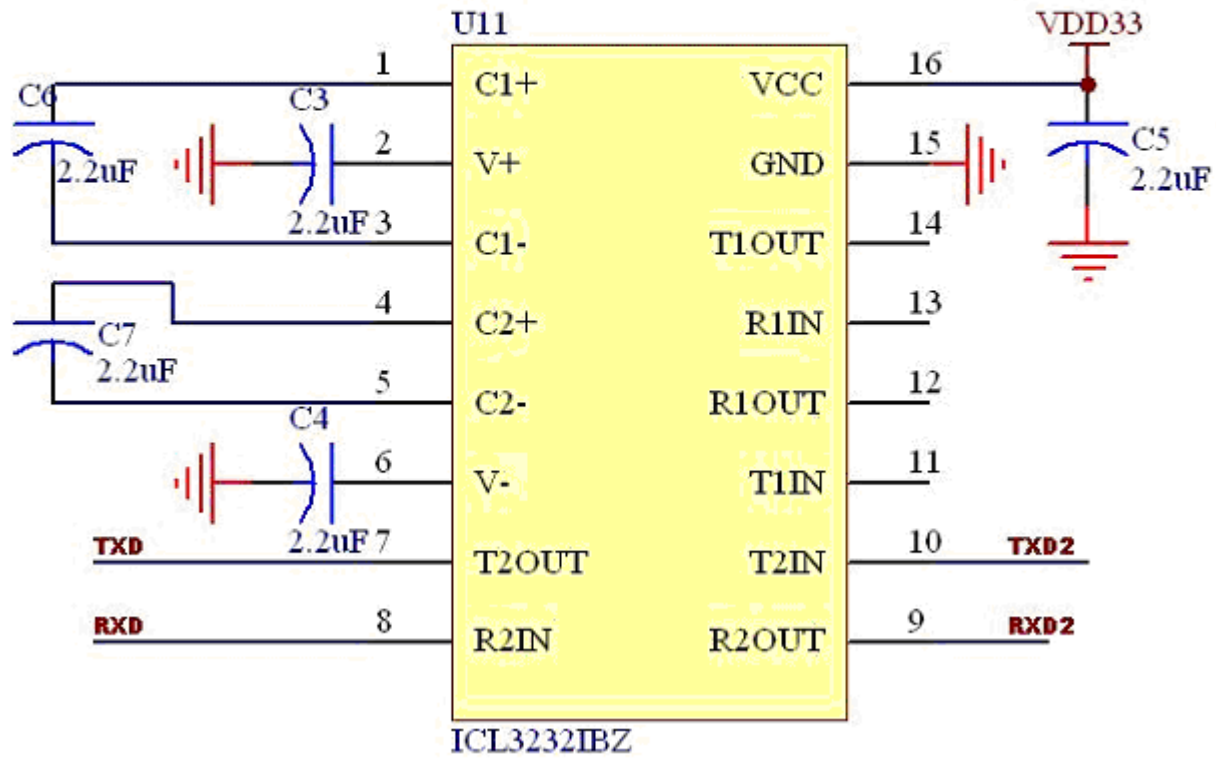 U11
VDD33
1
C1+
VCC
16
C6
2.2uF
C3
2.2uF
2
V+
GND
15
C5
2.2uF
3
C1-
T1OUT
14
4
C2+
R1IN
13
C7
2.2uF
5
C2-
R1OUT
12
C4
2.2uF
6
V-
T1IN
11
TXD
7
T2OUT
T2IN
10
TXD2
RXD
8
R2IN
R2OUT
9
RXD2
ICL3232IBZ